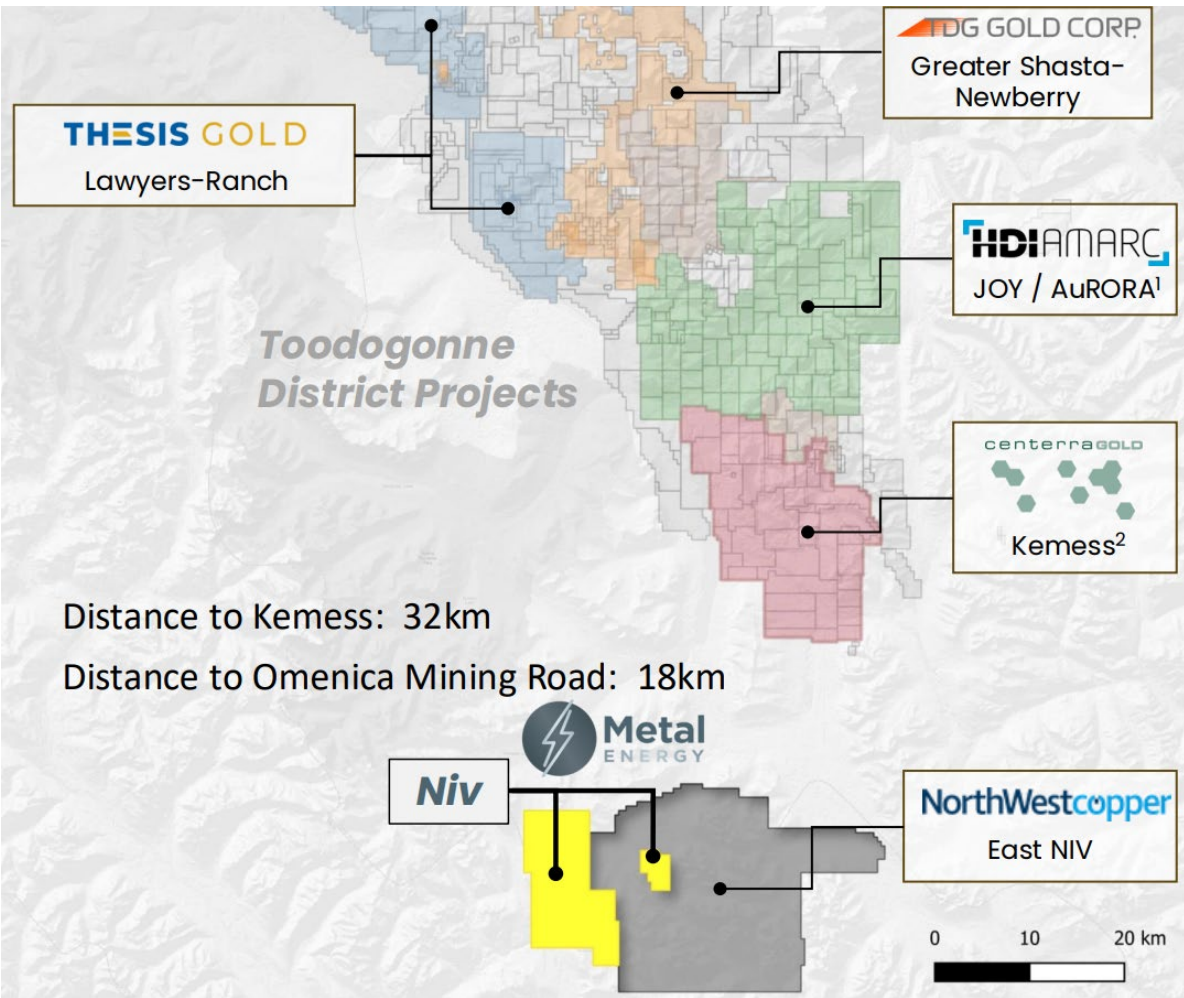 TDG GOLD CORP.
Greater Shasta-
Newberry
THESIS GOLD
Lawyers-Ranch
HDI AMARC
JOY / AuRORA¹
Toodogonne
District Projects
centerraGOLD
Kemess²
Distance to Kemess:  32km
Distance to Omenica Mining Road:  18km
Metal
ENERGY
Niv
NorthWestcopper
East NIV
0 10 20 km